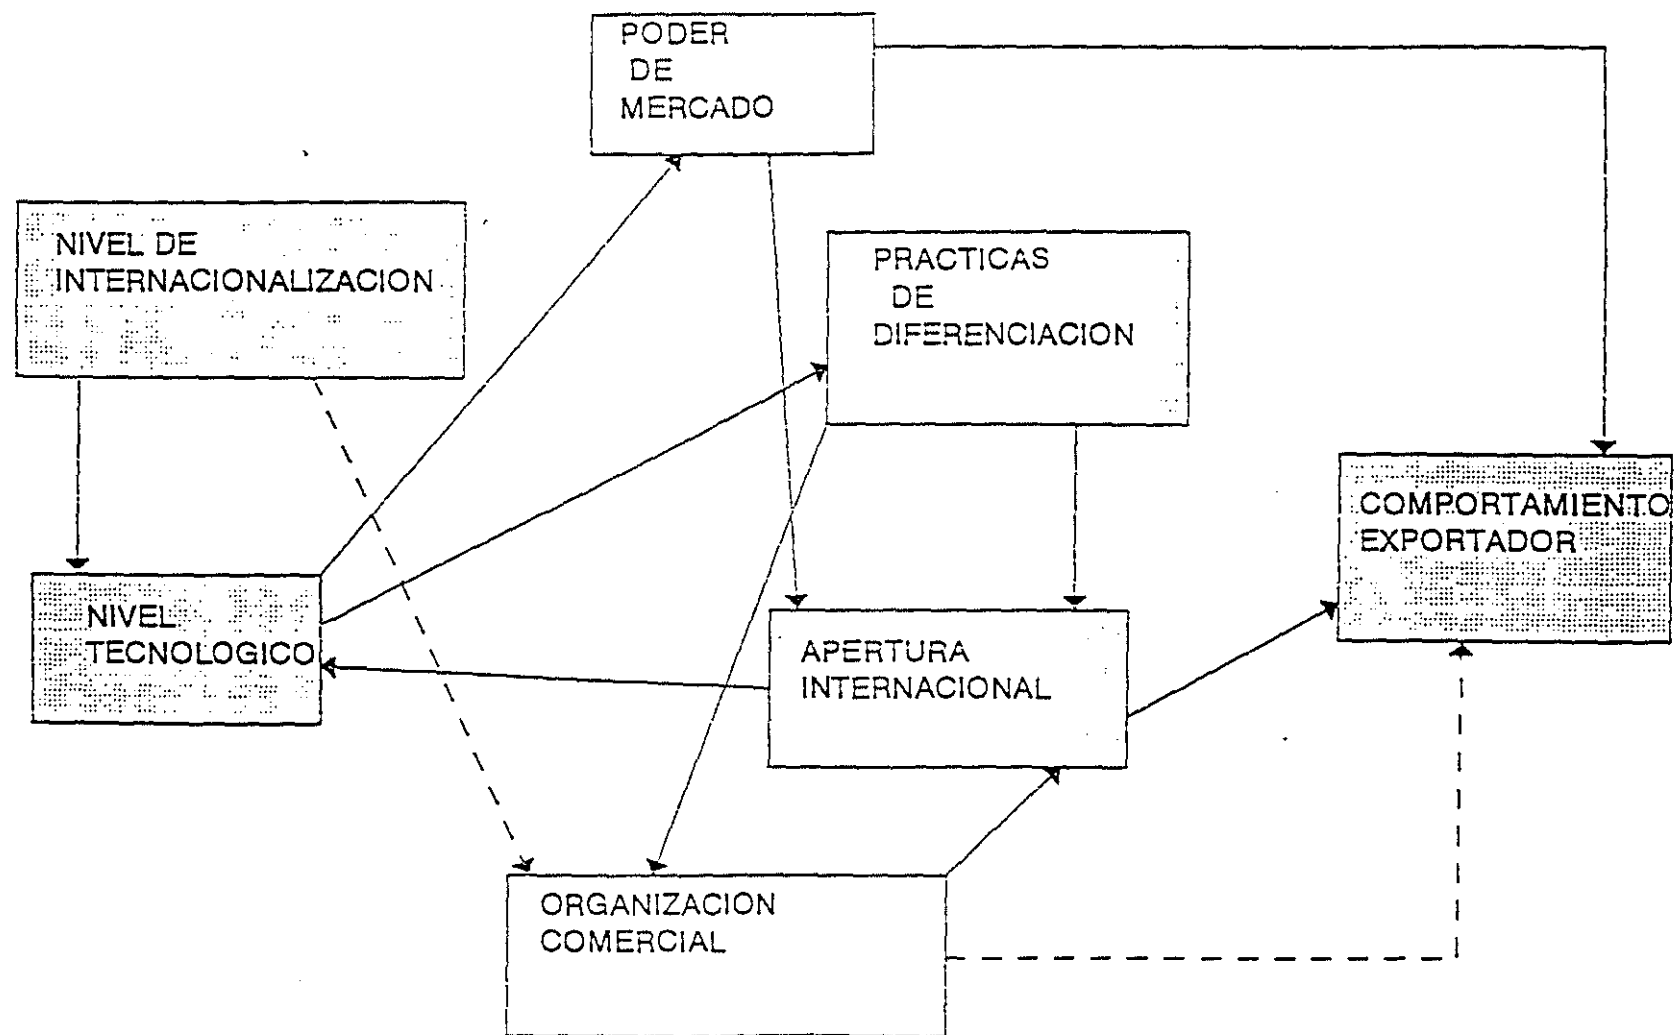 PODER
DE
MERCADO
NIVEL DE
INTERNACIONALIZACION
PRACTICAS
DE
DIFERENCIACION
COMPORTAMIENTO
EXPORTADOR
NIVEL
TECNOLOGICO
APERTURA
INTERNACIONAL
ORGANIZACION
COMERCIAL